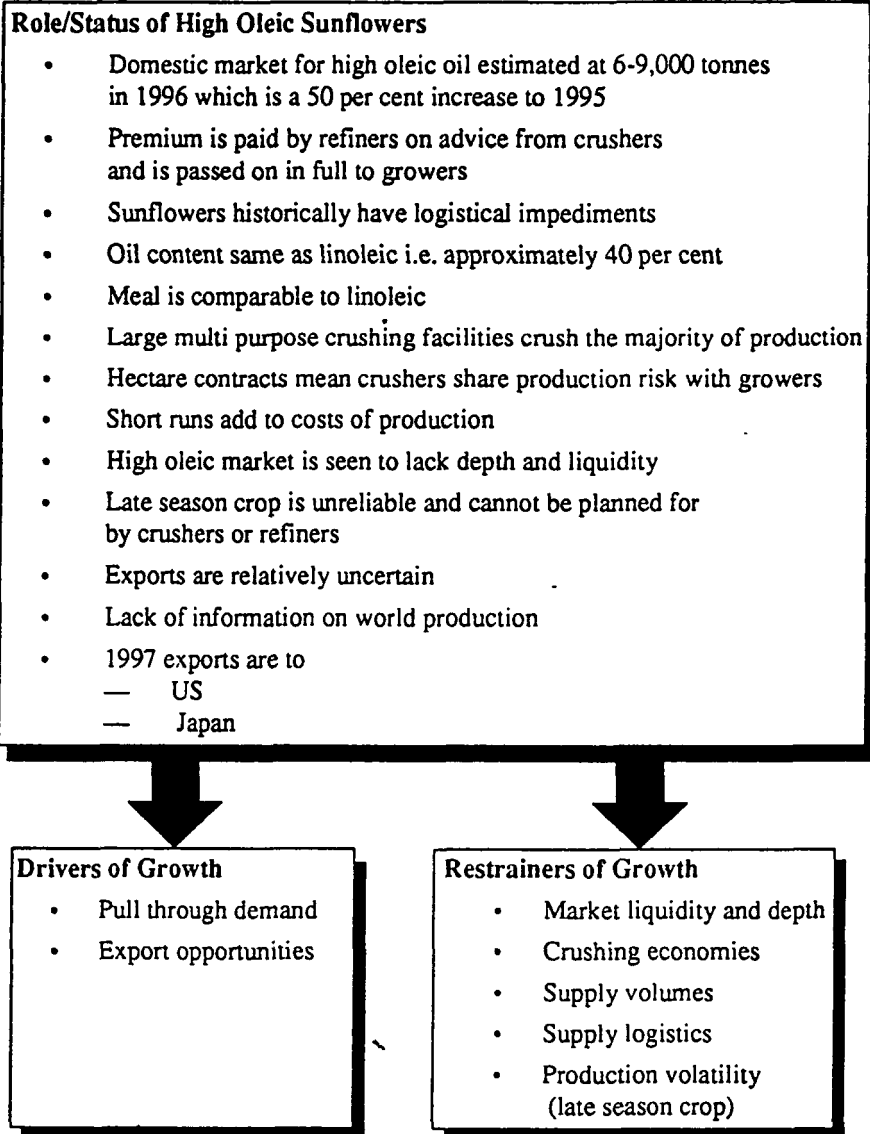 Role/Status of High Oleic Sunflowers
• Domestic market for high oleic oil estimated at 6-9,000 tonnes
in 1996 which is a 50 per cent increase to 1995
• Premium is paid by refiners on advice from crushers
and is passed on in full to growers
• Sunflowers historically have logistical impediments
• Oil content same as linoleic i.e. approximately 40 per cent
• Meal is comparable to linoleic
• Large multi purpose crushing facilities crush the majority of production
• Hectare contracts mean crushers share production risk with growers
• Short runs add to costs of production
• High oleic market is seen to lack depth and liquidity
• Late season crop is unreliable and cannot be planned for
by crushers or refiners
• Exports are relatively uncertain
• Lack of information on world production
• 1997 exports are to
— US
— Japan
Drivers of Growth
• Pull through demand
• Export opportunities
Restrainers of Growth
• Market liquidity and depth
• Crushing economies
• Supply volumes
• Supply logistics
• Production volatility
(late season crop)